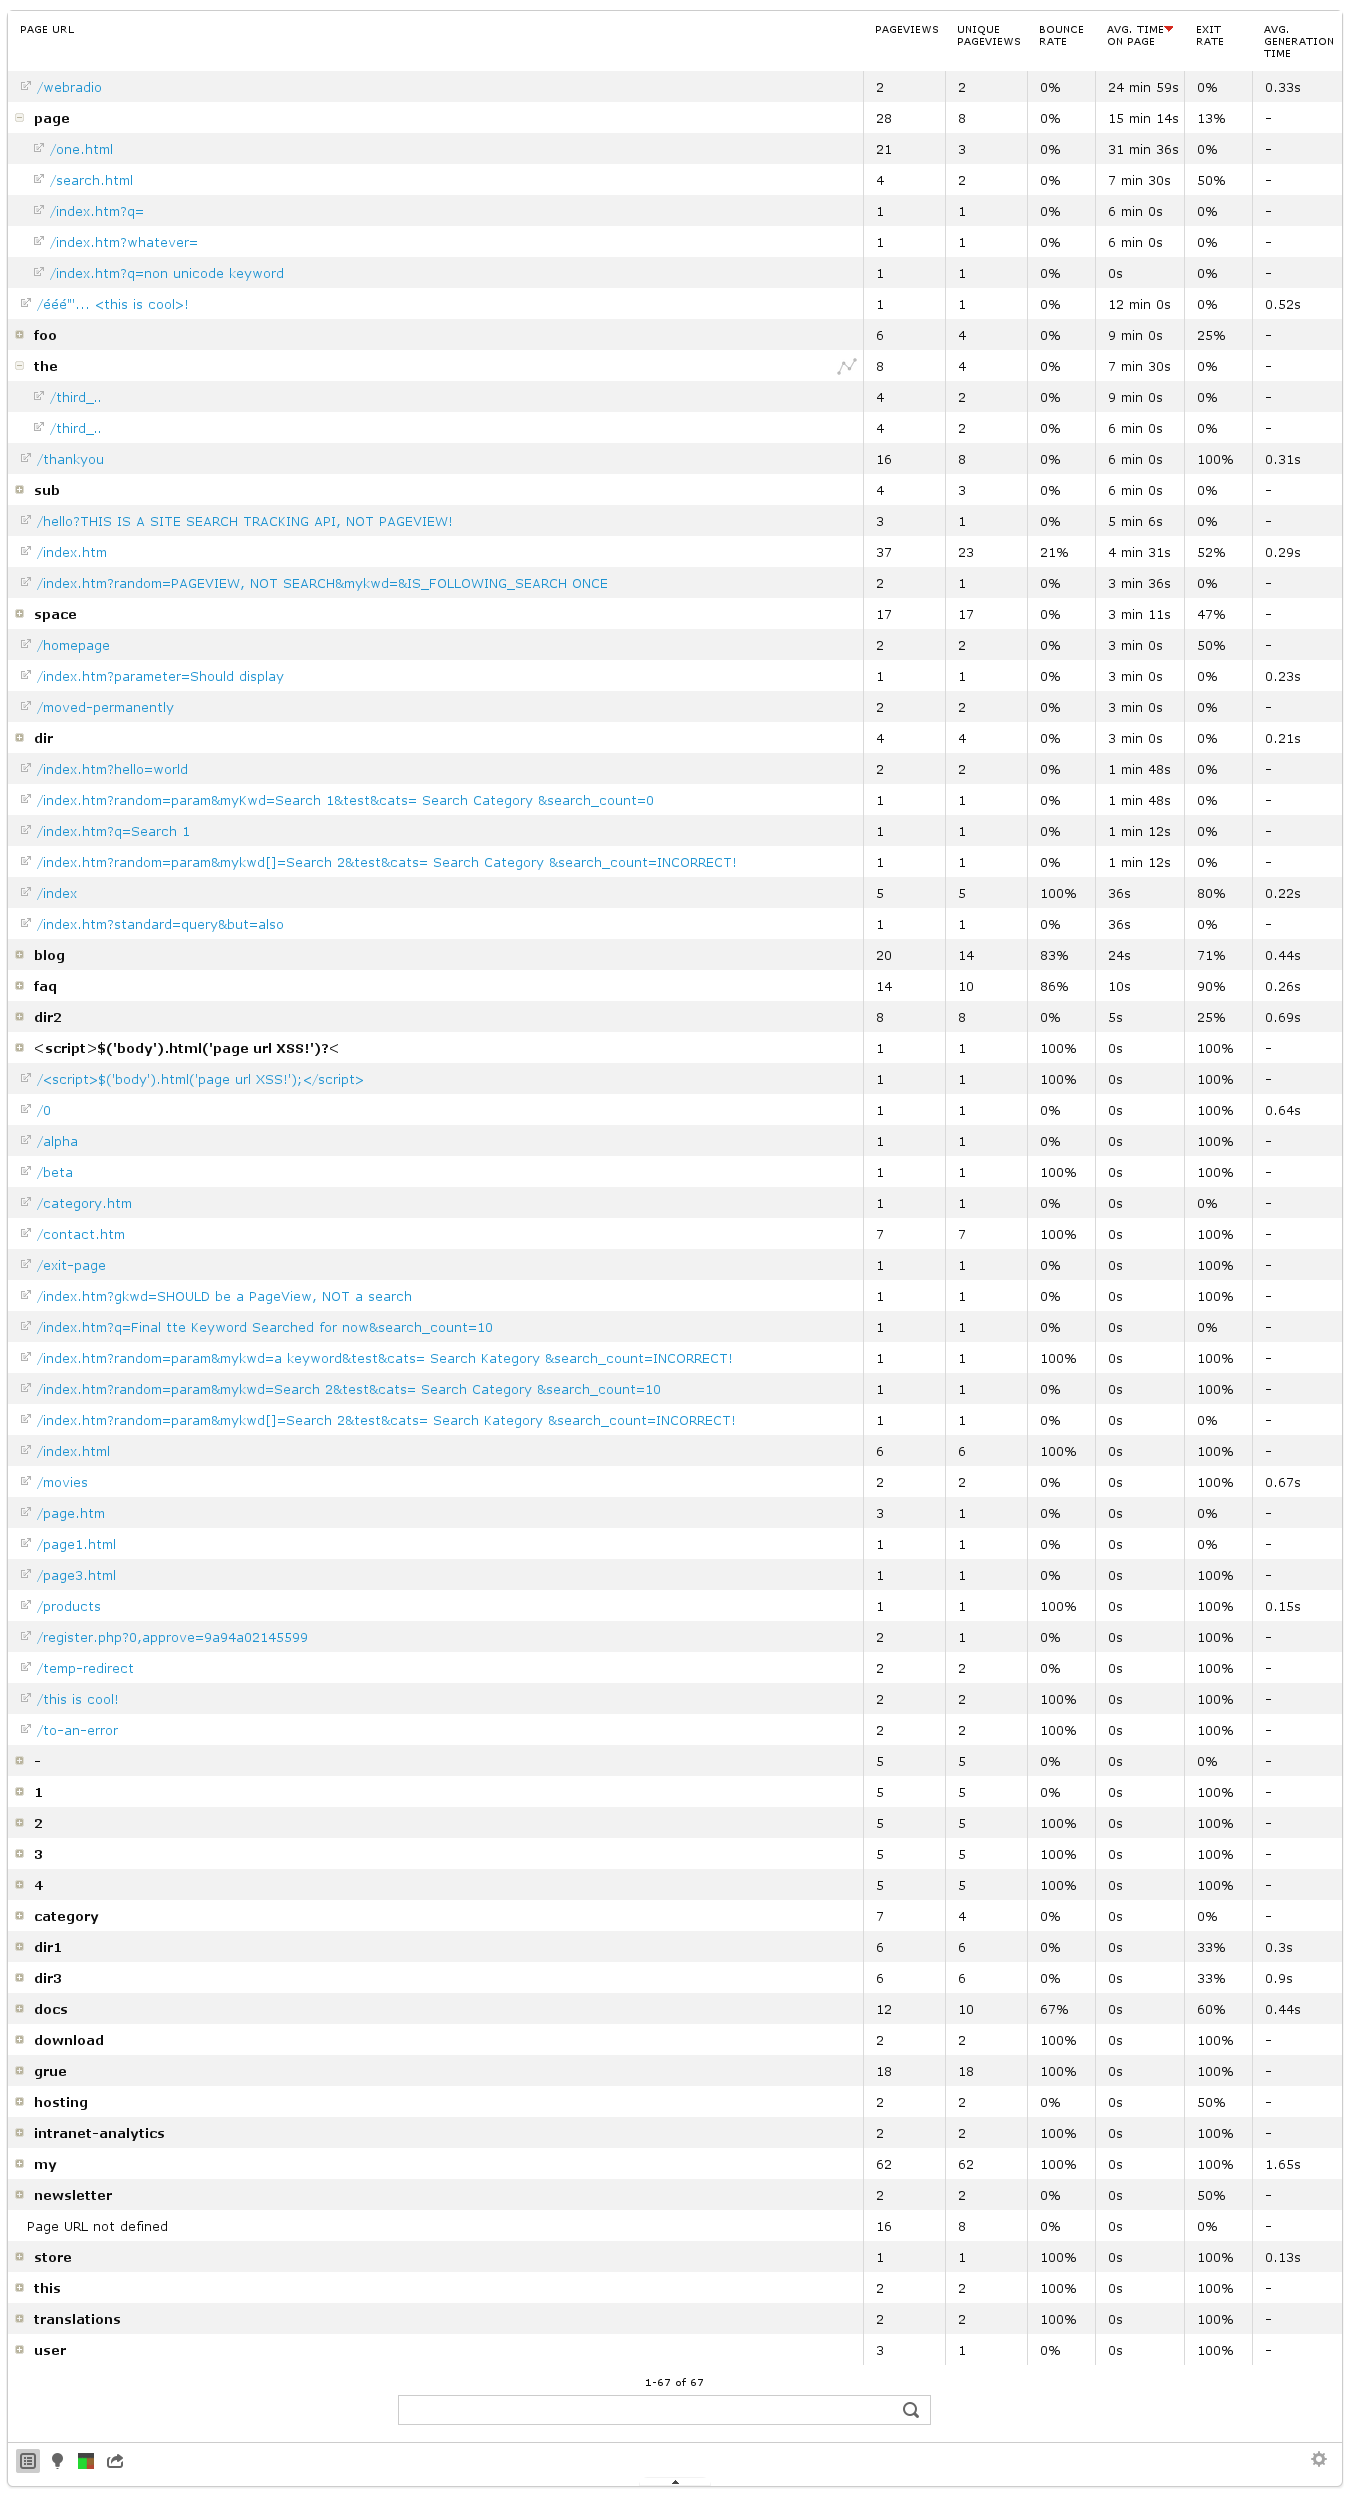 PAGE URL PAGEVIEWS UNIQUE PAGEVIEWS BOUNCE RATE AVG. TIME ON PAGE EXIT RATE AVG. GENERATION TIME
/webradio 2 2 0% 24 min 59s 0% 0.33s
page 28 8 0% 15 min 14s 13% -
/one.html 21 3 0% 31 min 36s 0% -
/search.html 4 2 0% 7 min 30s 50% -
/index.htm?q= 1 1 0% 6 min 0s 0% -
/index.htm?whatever= 1 1 0% 6 min 0s 0% -
/index.htm?q=non unicode keyword 1 1 0% 0s 0% -
/ééé"'... <this is cool>! 1 1 0% 12 min 0s 0% 0.52s
foo 6 4 0% 9 min 0s 25% -
the 8 4 0% 7 min 30s 0% -
/third_.. 4 2 0% 9 min 0s 0% -
/third_.. 4 2 0% 6 min 0s 0% -
/thankyou 16 8 0% 6 min 0s 100% 0.31s
sub 4 3 0% 6 min 0s 0% -
/hello?THIS IS A SITE SEARCH TRACKING API, NOT PAGEVIEW! 3 1 0% 5 min 6s 0% -
/index.htm 37 23 21% 4 min 31s 52% 0.29s
/index.htm?random=PAGEVIEW, NOT SEARCH&mykwd=&IS_FOLLOWING_SEARCH ONCE 2 1 0% 3 min 36s 0% -
space 17 17 0% 3 min 11s 47% -
/homepage 2 2 0% 3 min 0s 50% -
/index.htm?parameter=Should display 1 1 0% 3 min 0s 0% 0.23s
/moved-permanently 2 2 0% 3 min 0s 0% -
dir 4 4 0% 3 min 0s 0% 0.21s
/index.htm?hello=world 2 2 0% 1 min 48s 0% -
/index.htm?random=param&myKwd=Search 1&test&cats= Search Category &search_count=0 1 1 0% 1 min 48s 0% -
/index.htm?q=Search 1 1 1 0% 1 min 12s 0% -
/index.htm?random=param&mykwd[]=Search 2&test&cats= Search Category &search_count=INCORRECT! 1 1 0% 1 min 12s 0% -
/index 5 5 100% 36s 80% 0.22s
/index.htm?standard=query&but=also 1 1 0% 36s 0% -
blog 20 14 83% 24s 71% 0.44s
faq 14 10 86% 10s 90% 0.26s
dir2 8 8 0% 5s 25% 0.69s
<script>$('body').html('page url XSS!')?< 1 1 100% 0s 100% -
/<script>$('body').html('page url XSS!');</script> 1 1 100% 0s 100% -
/0 1 1 0% 0s 100% 0.64s
/alpha 1 1 0% 0s 100% -
/beta 1 1 100% 0s 100% -
/category.htm 1 1 0% 0s 0% -
/contact.htm 7 7 100% 0s 100% -
/exit-page 1 1 0% 0s 100% -
/index.htm?gkwd=SHOULD be a PageView, NOT a search 1 1 0% 0s 100% -
/index.htm?q=Final tte Keyword Searched for now&search_count=10 1 1 0% 0s 0% -
/index.htm?random=param&mykwd=a keyword&test&cats= Search Kategory &search_count=INCORRECT! 1 1 100% 0s 100% -
/index.htm?random=param&mykwd=Search 2&test&cats= Search Category &search_count=10 1 1 0% 0s 100% -
/index.htm?random=param&mykwd[]=Search 2&test&cats= Search Kategory &search_count=INCORRECT! 1 1 0% 0s 0% -
/index.html 6 6 100% 0s 100% -
/movies 2 2 0% 0s 100% 0.67s
/page.htm 3 1 0% 0s 0% -
/page1.html 1 1 0% 0s 0% -
/page3.html 1 1 0% 0s 100% -
/products 1 1 100% 0s 100% 0.15s
/register.php?0,approve=9a94a02145599 2 1 0% 0s 100% -
/temp-redirect 2 2 0% 0s 100% -
/this is cool! 2 2 100% 0s 100% -
/to-an-error 2 2 100% 0s 100% -
- 5 5 0% 0s 0% -
1 5 5 0% 0s 100% -
2 5 5 100% 0s 100% -
3 5 5 100% 0s 100% -
4 5 5 100% 0s 100% -
category 7 4 0% 0s 0% -
dir1 6 6 0% 0s 33% 0.3s
dir3 6 6 0% 0s 33% 0.9s
docs 12 10 67% 0s 60% 0.44s
download 2 2 100% 0s 100% -
grue 18 18 100% 0s 100% -
hosting 2 2 0% 0s 50% -
intranet-analytics 2 2 100% 0s 100% -
my 62 62 100% 0s 100% 1.65s
newsletter 2 2 0% 0s 50% -
Page URL not defined 16 8 0% 0s 0% -
store 1 1 100% 0s 100% 0.13s
this 2 2 100% 0s 100% -
translations 2 2 100% 0s 100% -
user 3 1 0% 0s 100% -
1-67 of 67